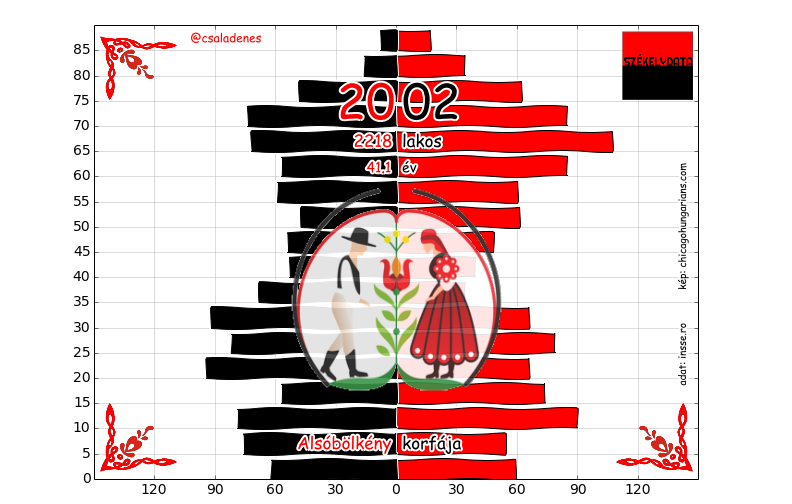 @csaladenes
SZÉKELYDATA
2002
2218 lakos
41.1 év
kép: chicagohungarians.com
adat: insse.ro
Alsóbölkény korfája
85
80
75
70
65
60
55
50
45
40
35
30
25
20
15
10
5
0
120 90 60 30 0 30 60 90 120